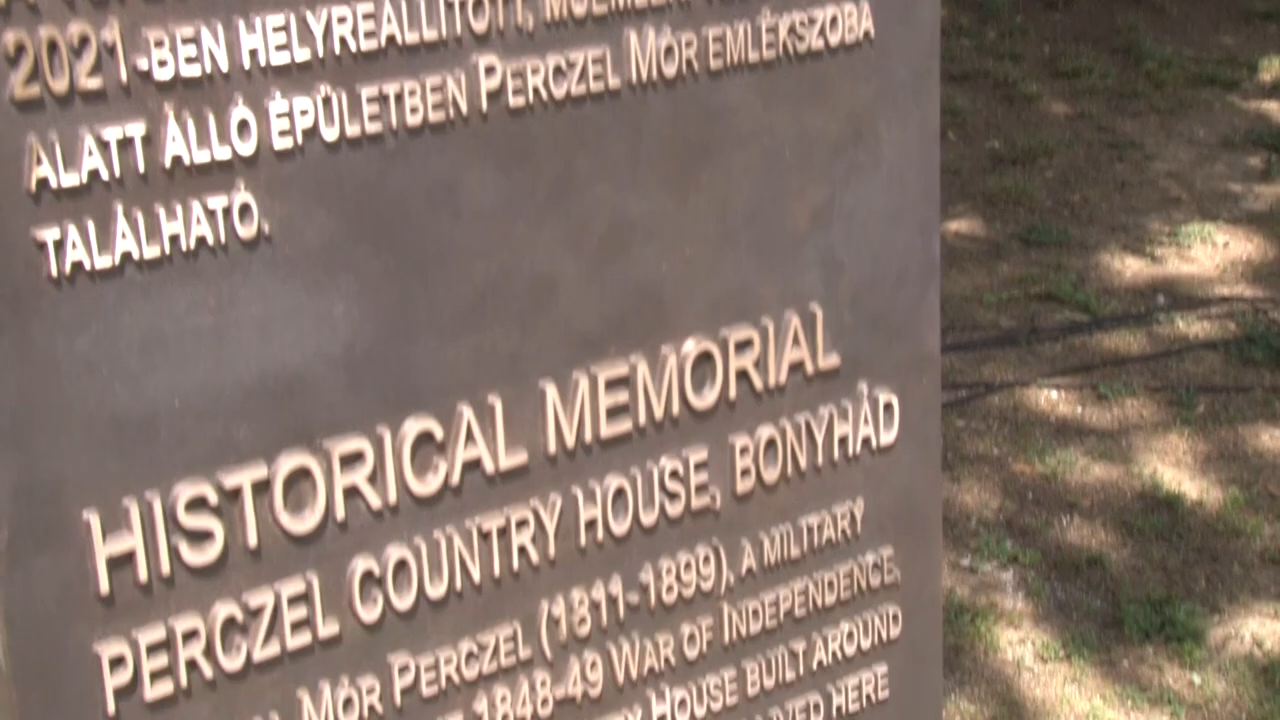 2021-BEN HELYREÁLLÍTOTT,
ALATT ÁLLÓ ÉPÜLETBEN PERCZEL MÓR EMLÉKSZOBA
TALÁLHATÓ.
HISTORICAL MEMORIAL
PERCZEL COUNTRY HOUSE, BONYHÁD
MÓR PERCZEL (1811-1899), A MILITARY
1848-49 WAR OF INDEPENDENCE,
HOUSE BUILT AROUND
HERE